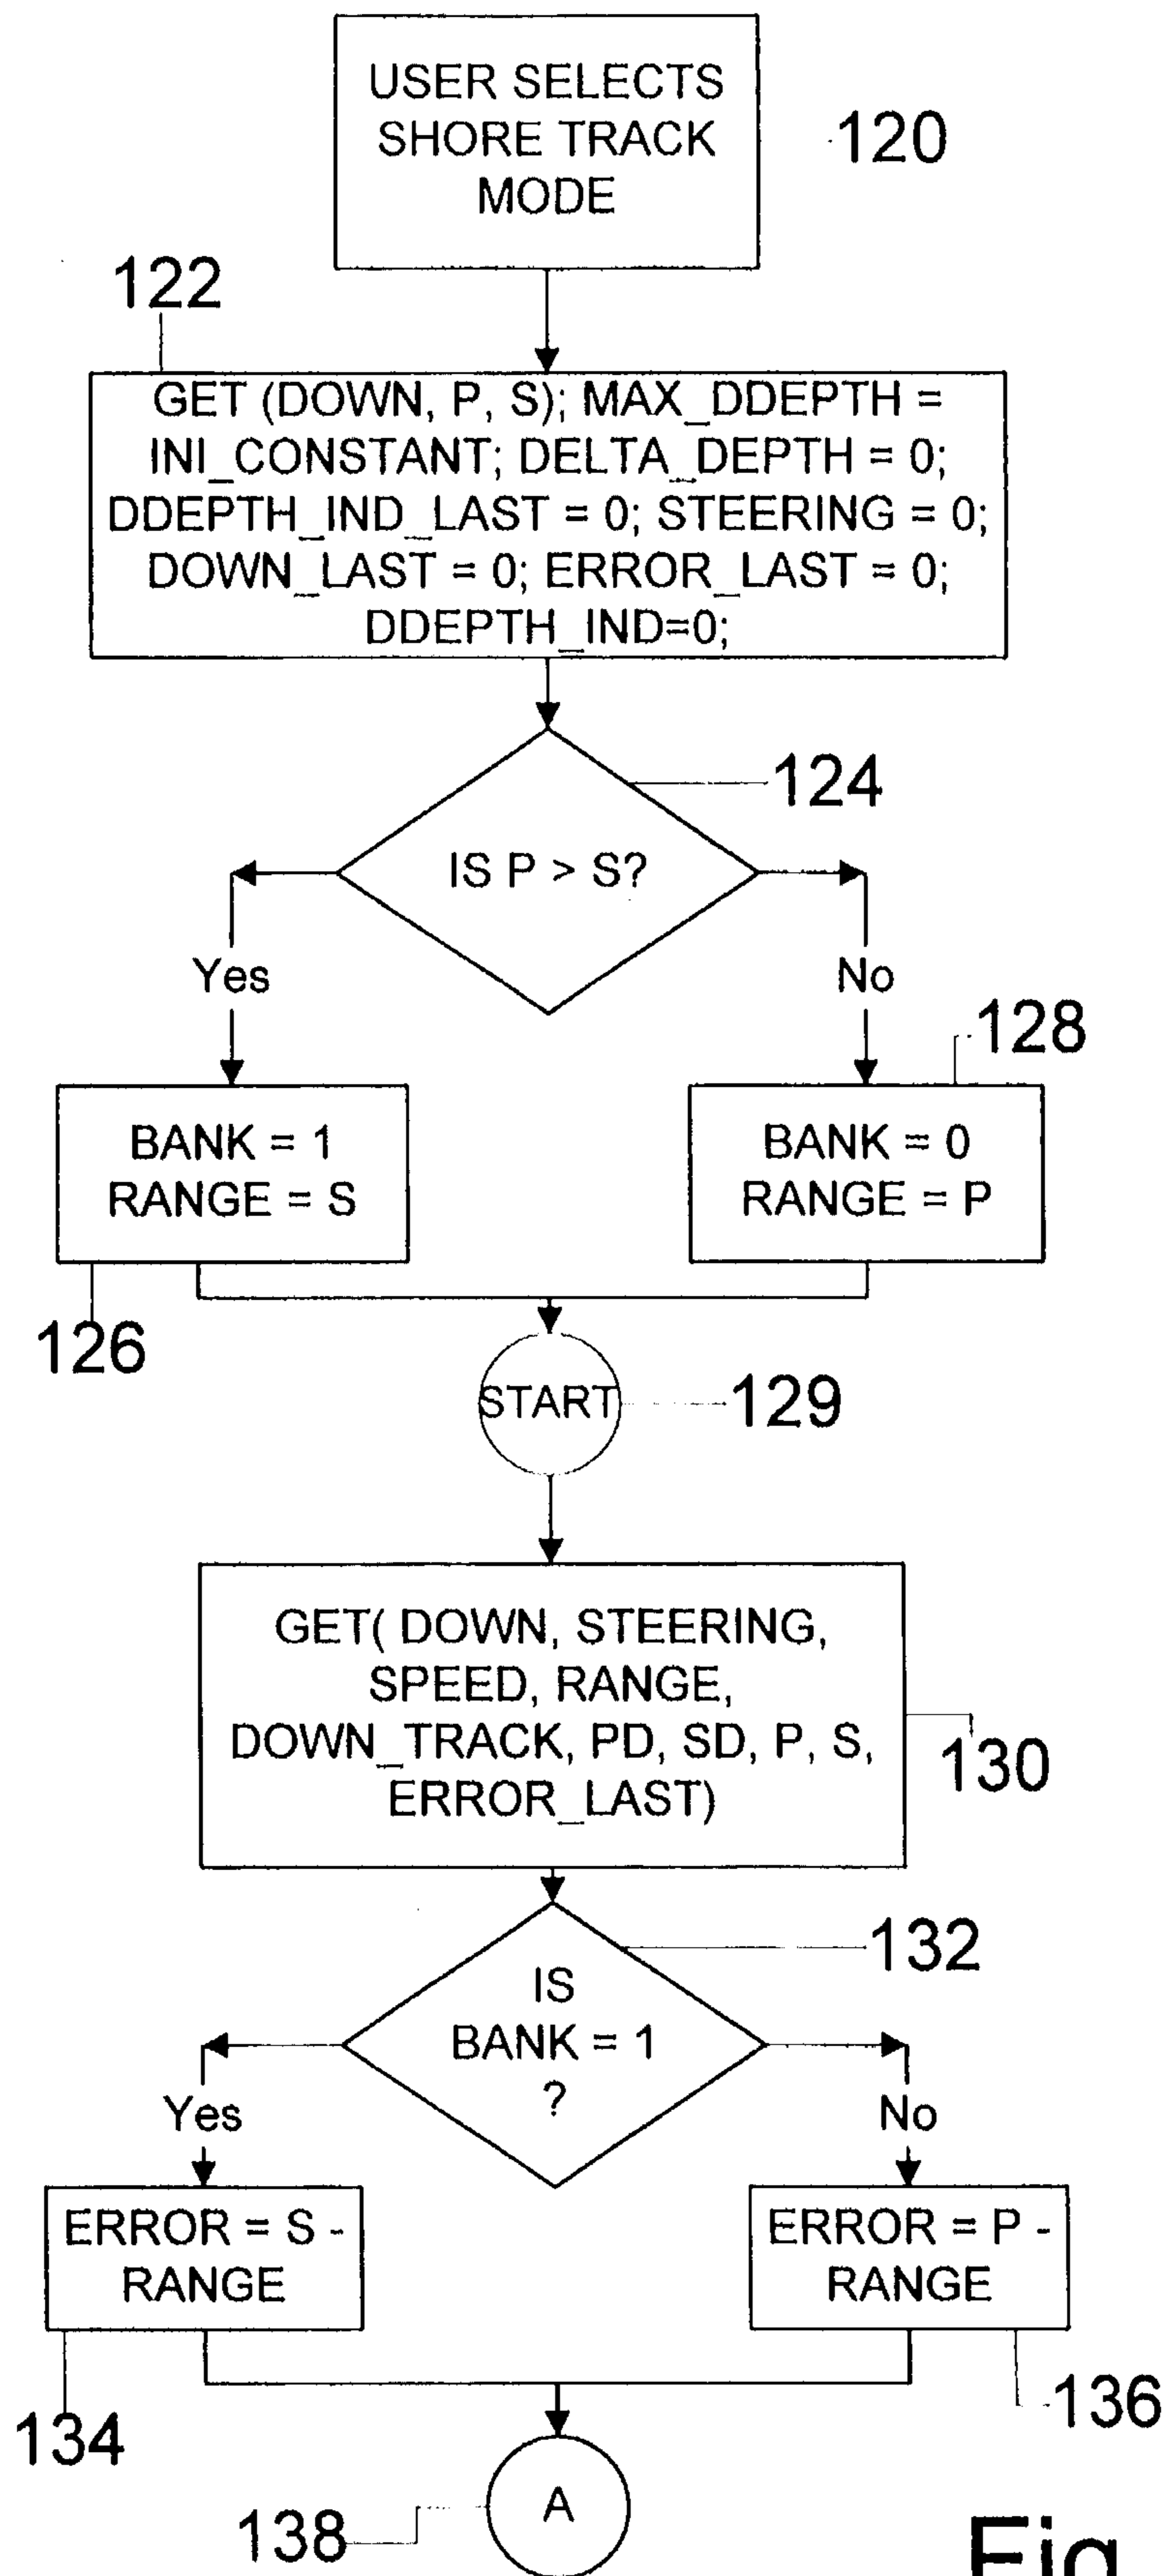 USER SELECTS
SHORE TRACK
MODE
120
122
GET (DOWN, P, S); MAX_DDEPTH =
INI_CONSTANT; DELTA_DEPTH = 0;
DDEPTH_IND_LAST = 0; STEERING = 0;
DOWN_LAST = 0; ERROR_LAST = 0;
DDEPTH_IND=0;
124
IS P > S?
Yes
No
128
BANK = 1
RANGE = S
BANK = 0
RANGE = P
126
START
129
GET( DOWN, STEERING,
SPEED, RANGE,
DOWN_TRACK, PD, SD, P, S,
ERROR_LAST)
130
132
IS
BANK = 1
?
Yes
No
ERROR = S -
RANGE
ERROR = P -
RANGE
134
136
A
138
Fig